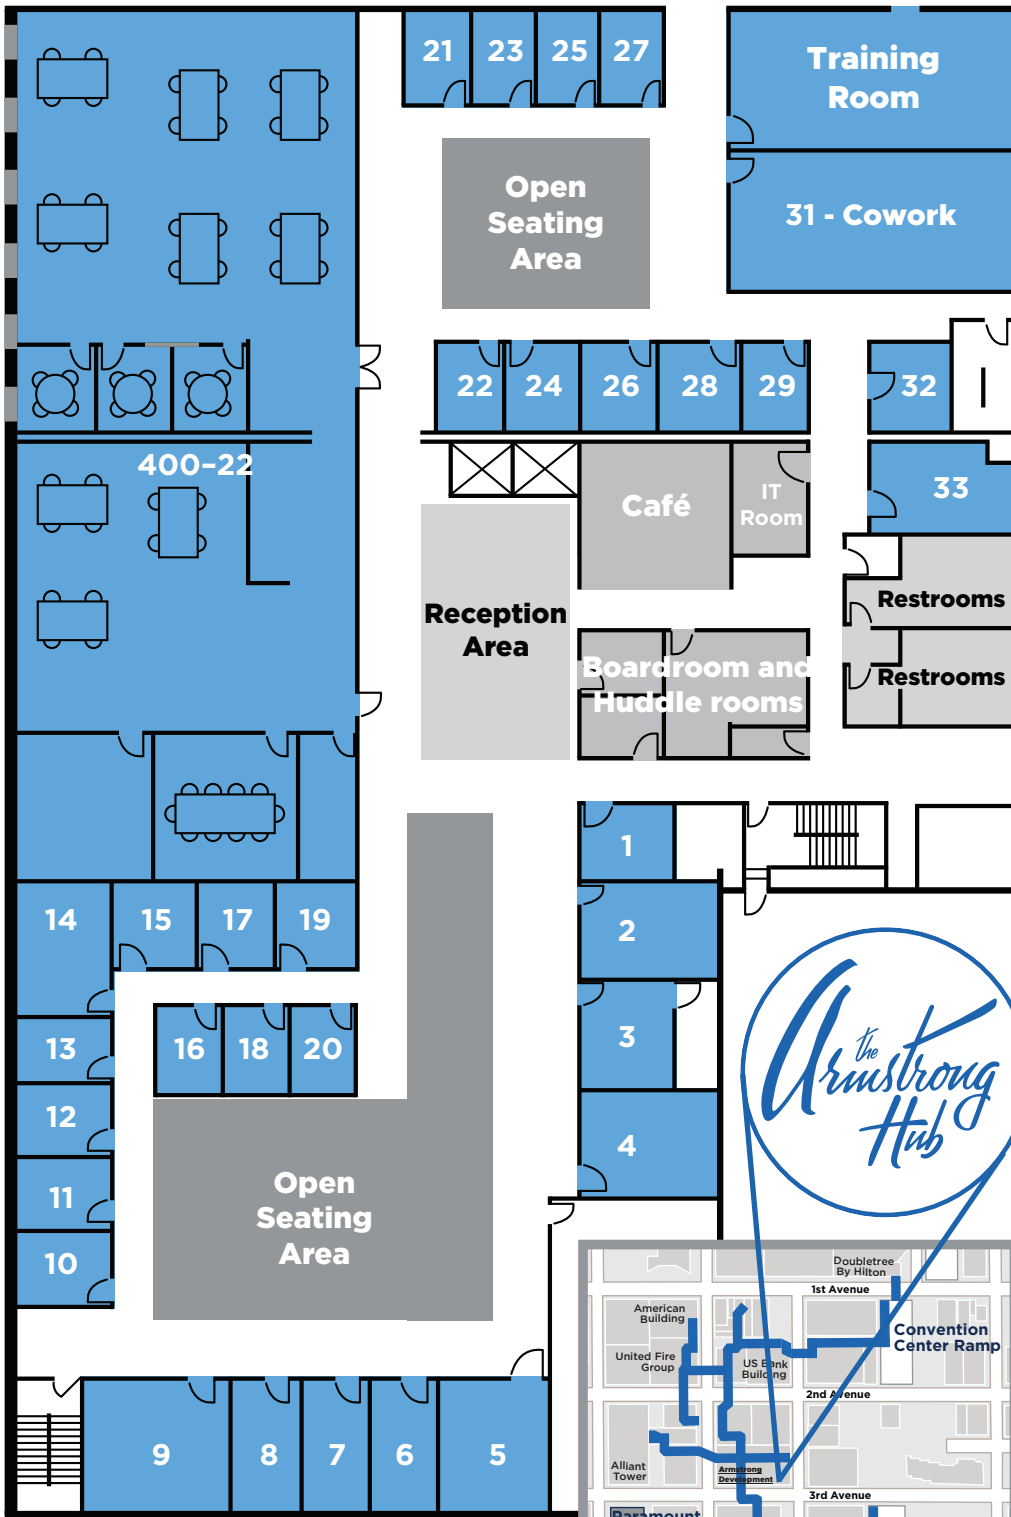 21
23
25
27
Training
Room
Open
Seating
Area
31 - Cowork
22
24
26
28
29
32
400-22
Café
IT
Room
33
Reception
Area
Restrooms
Boardroom and
Huddle rooms
Restrooms
1
14
15
17
19
2
13
16
18
20
3
the
Armstrong
Hub
12
4
11
Open
Seating
Area
10
Doubletree
By Hilton
1st Avenue
American
Building
Convention
Center Ramp
United Fire
Group
US Bank
Building
2nd Avenue
9
8
7
6
5
Alliant
Tower
Armstrong
Development
3rd Avenue
Paramount